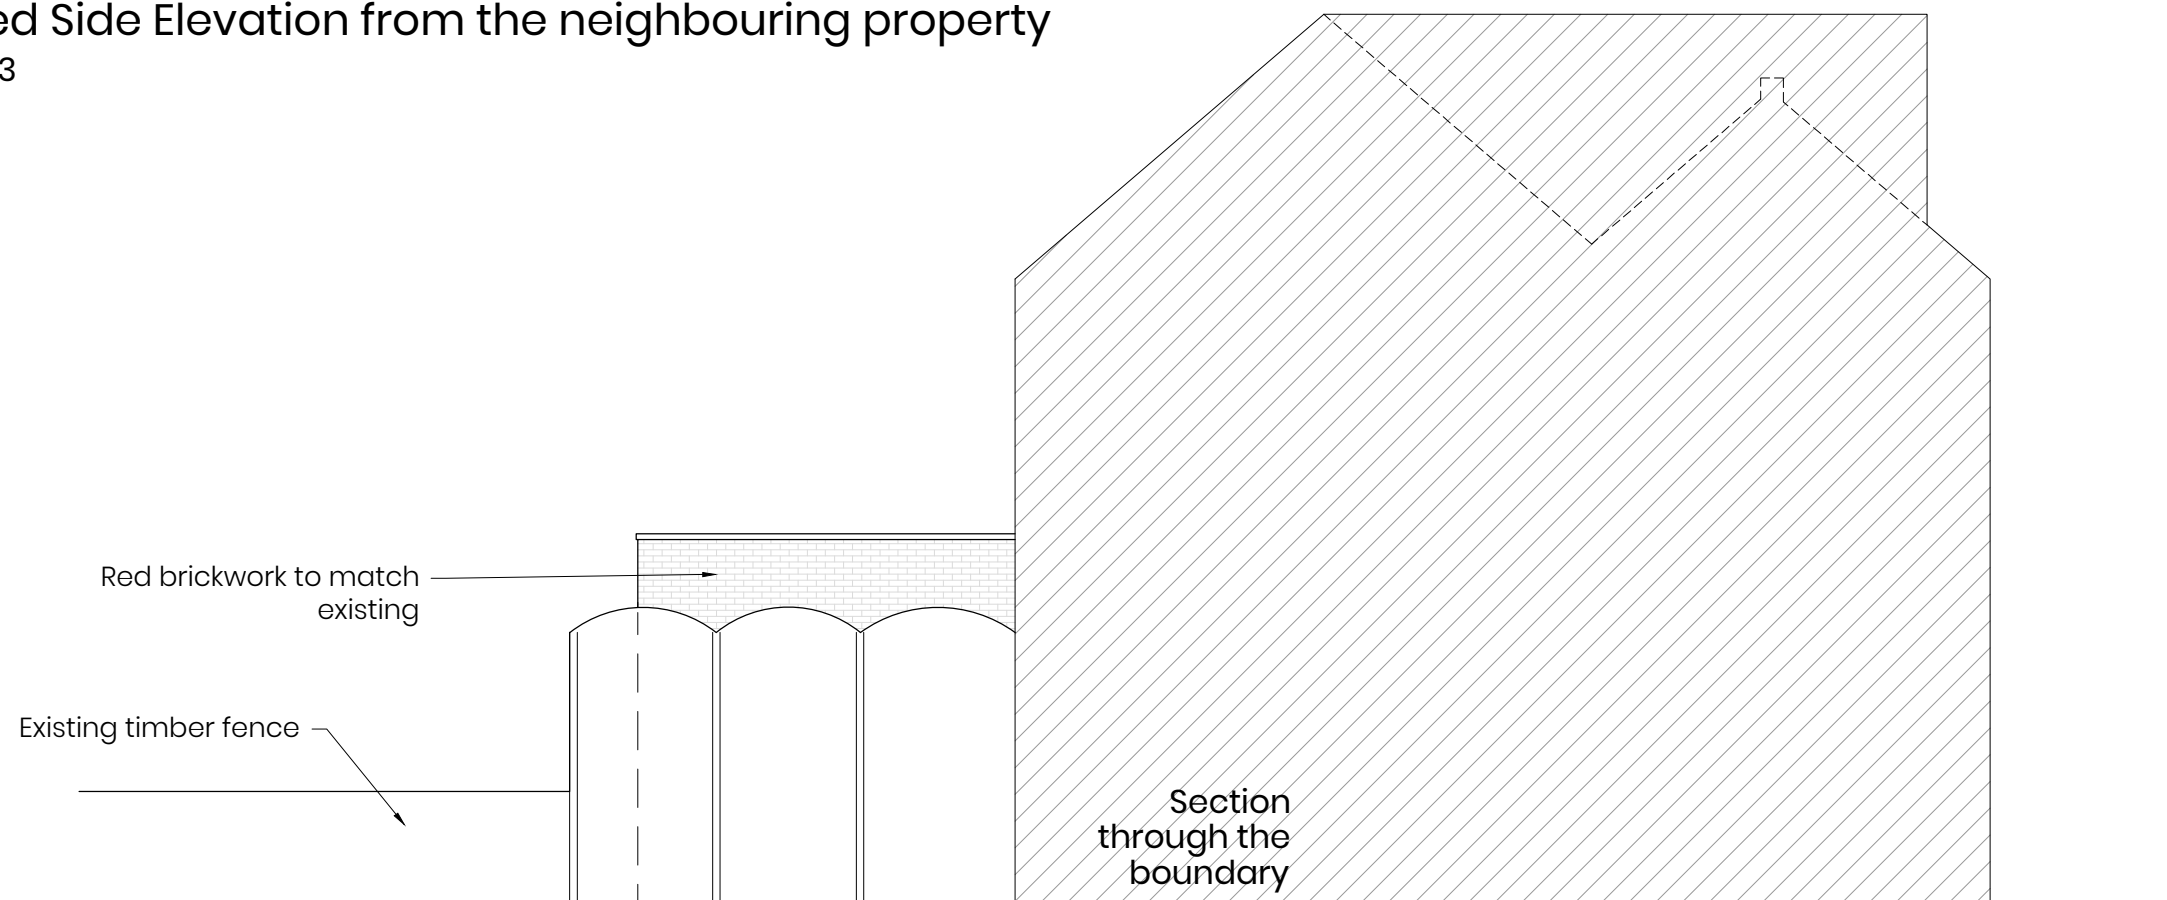 ed Side Elevation from the neighbouring property
3
Red brickwork to match
existing
Existing timber fence
Section
through the
boundary